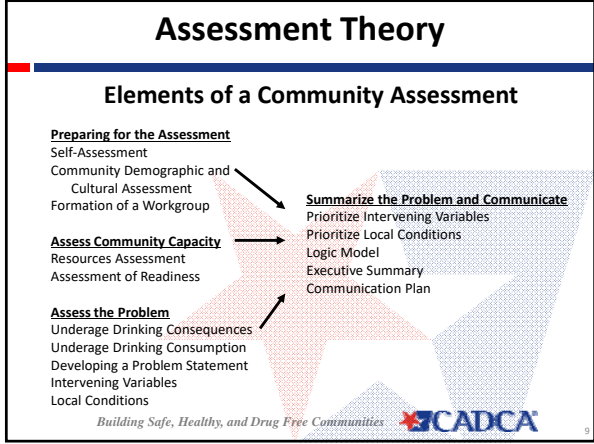 Assessment Theory
Elements of a Community Assessment
Preparing for the Assessment
Self-Assessment
Community Demographic and
Cultural Assessment
Formation of a Workgroup
Assess Community Capacity
Resources Assessment
Assessment of Readiness
Assess the Problem
Underage Drinking Consequences
Underage Drinking Consumption
Developing a Problem Statement
Intervening Variables
Local Conditions
Summarize the Problem and Communicate
Prioritize Intervening Variables
Prioritize Local Conditions
Logic Model
Executive Summary
Communication Plan
Building Safe, Healthy, and Drug Free Communities
CADCA
9